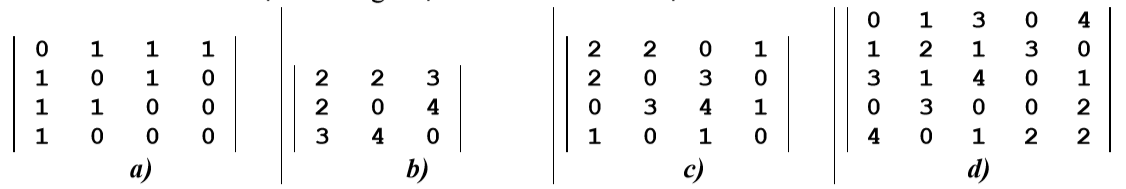 0 1 1 1
1 0 1 0
1 1 0 0
1 0 0 0
a)
2 2 3
2 0 4
3 4 0
b)
2 2 0 1
2 0 3 0
0 3 4 1
1 0 1 0
c)
0 1 3 0 4
1 2 1 3 0
3 1 4 0 1
0 3 0 0 2
4 0 1 2 2
d)